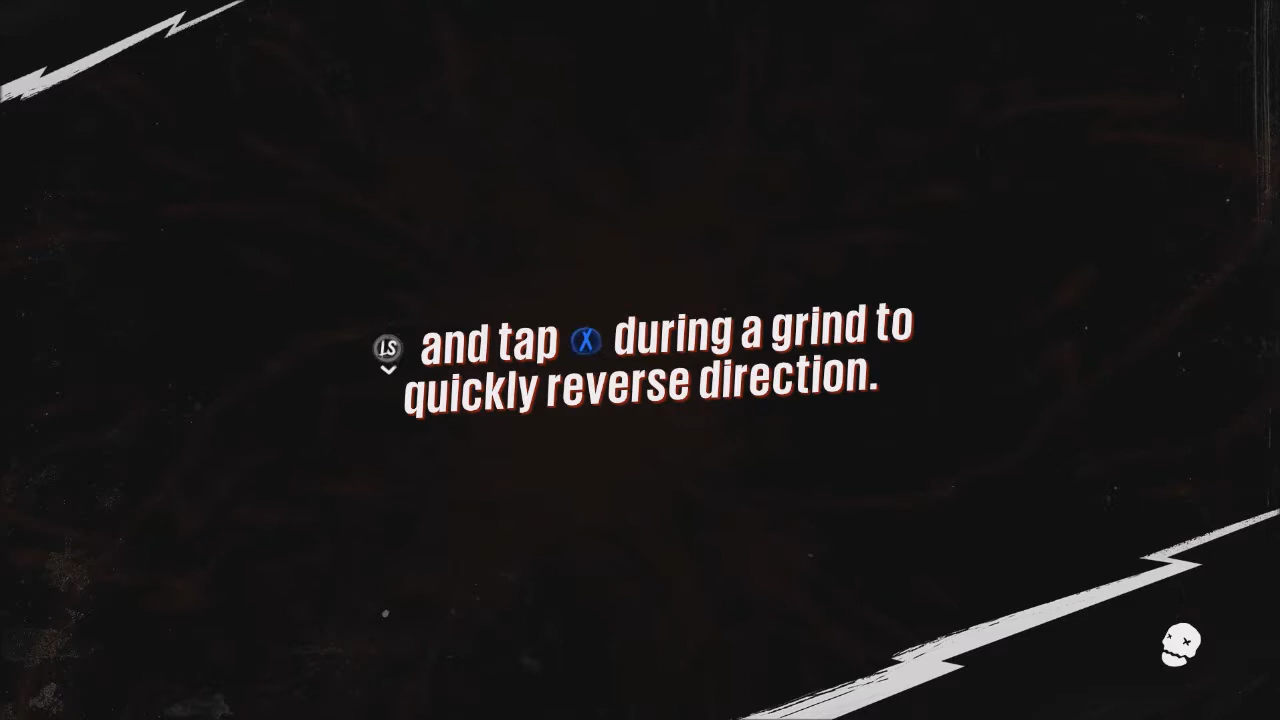 LS and tap X during a grind to
quickly reverse direction.